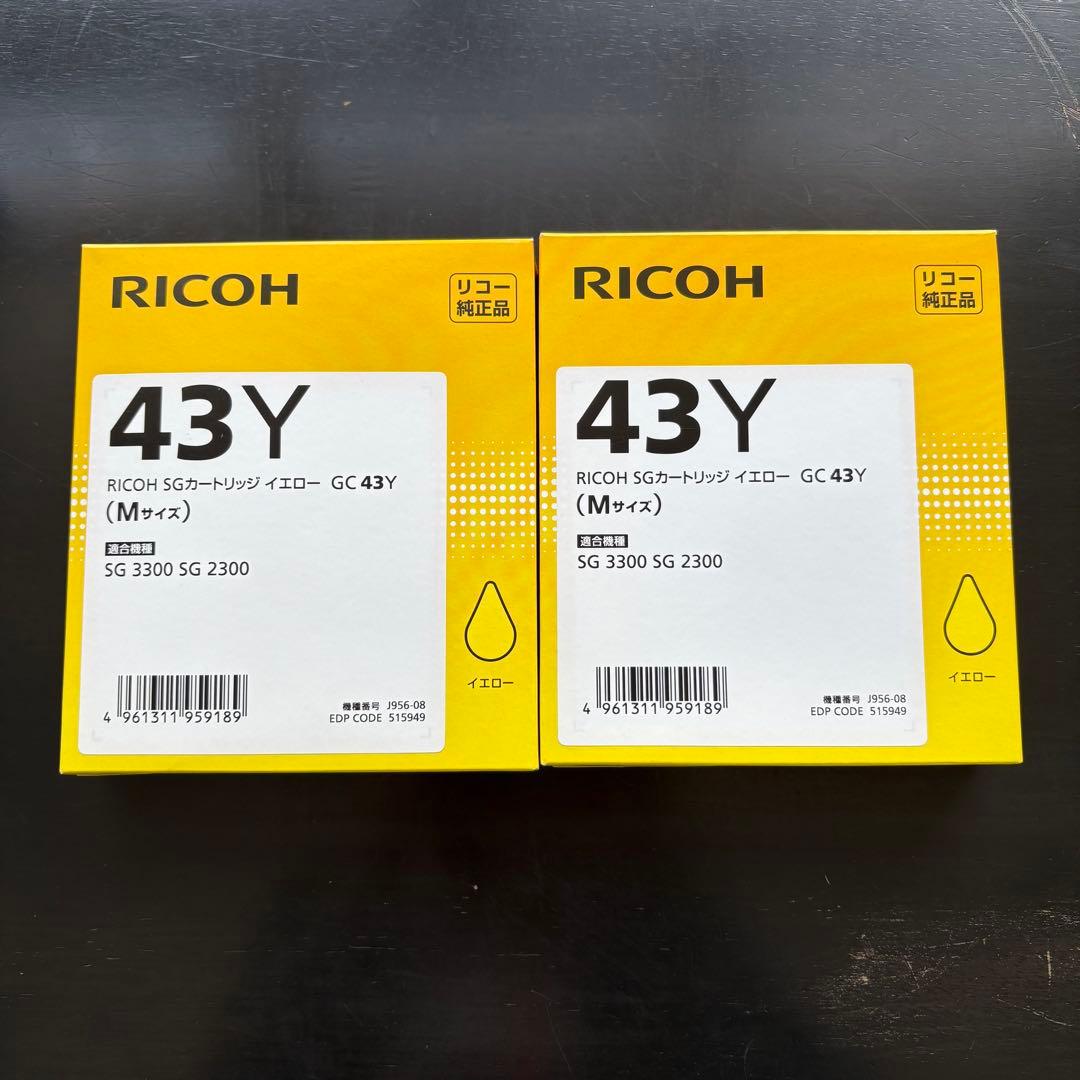 RICOH
リコー
純正品
43Y
RICOH SGカートリッジ イエロー GC 43Y
(Mサイズ)
適合機種
SG 3300 SG 2300
イエロー
4 961311 959189
機種番号 J956-08
EDP CODE 515949
RICOH
リコー
純正品
43Y
RICOH SGカートリッジ イエロー GC 43Y
(Mサイズ)
適合機種
SG 3300 SG 2300
イエロー
4 961311 959189
機種番号 J956-08
EDP CODE 515949